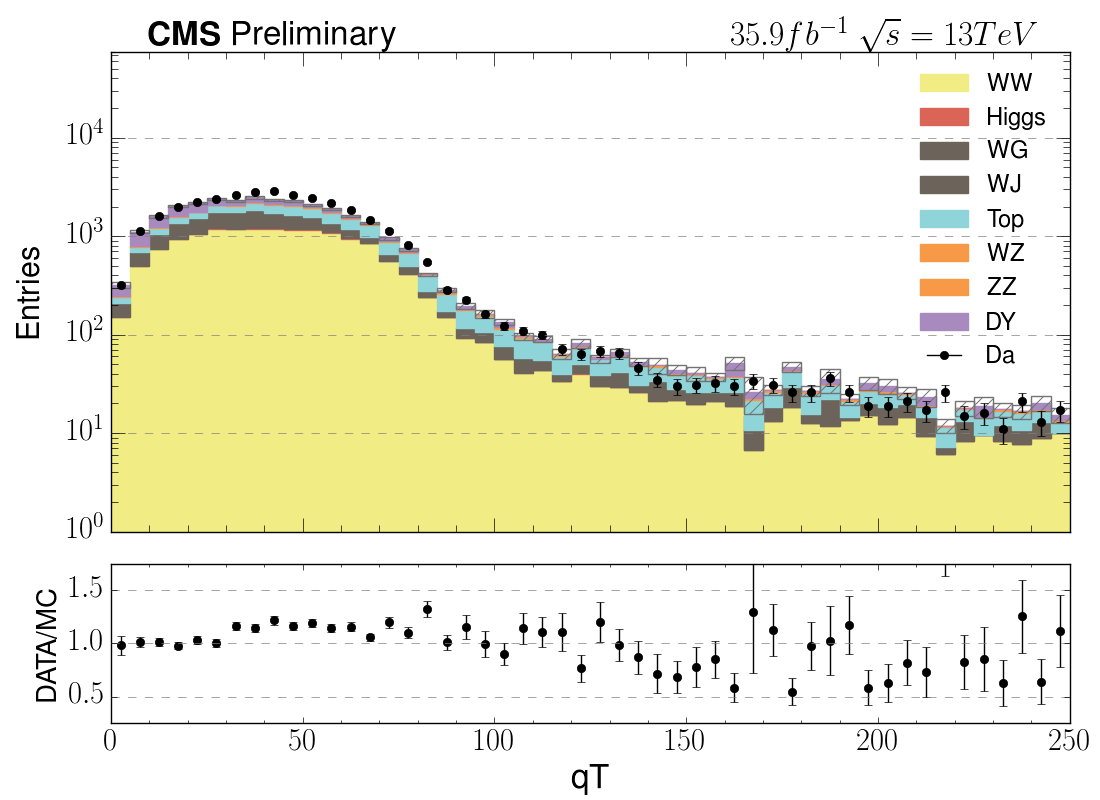 CMS Preliminary 35.9fb⁻¹ √s = 13TeV
Entries
10⁴
10³
10²
10¹
10⁰
WW
Higgs
WG
WJ
Top
WZ
ZZ
DY
Da
DATA/MC
1.5
1.0
0.5
0 50 100 150 200 250
qT